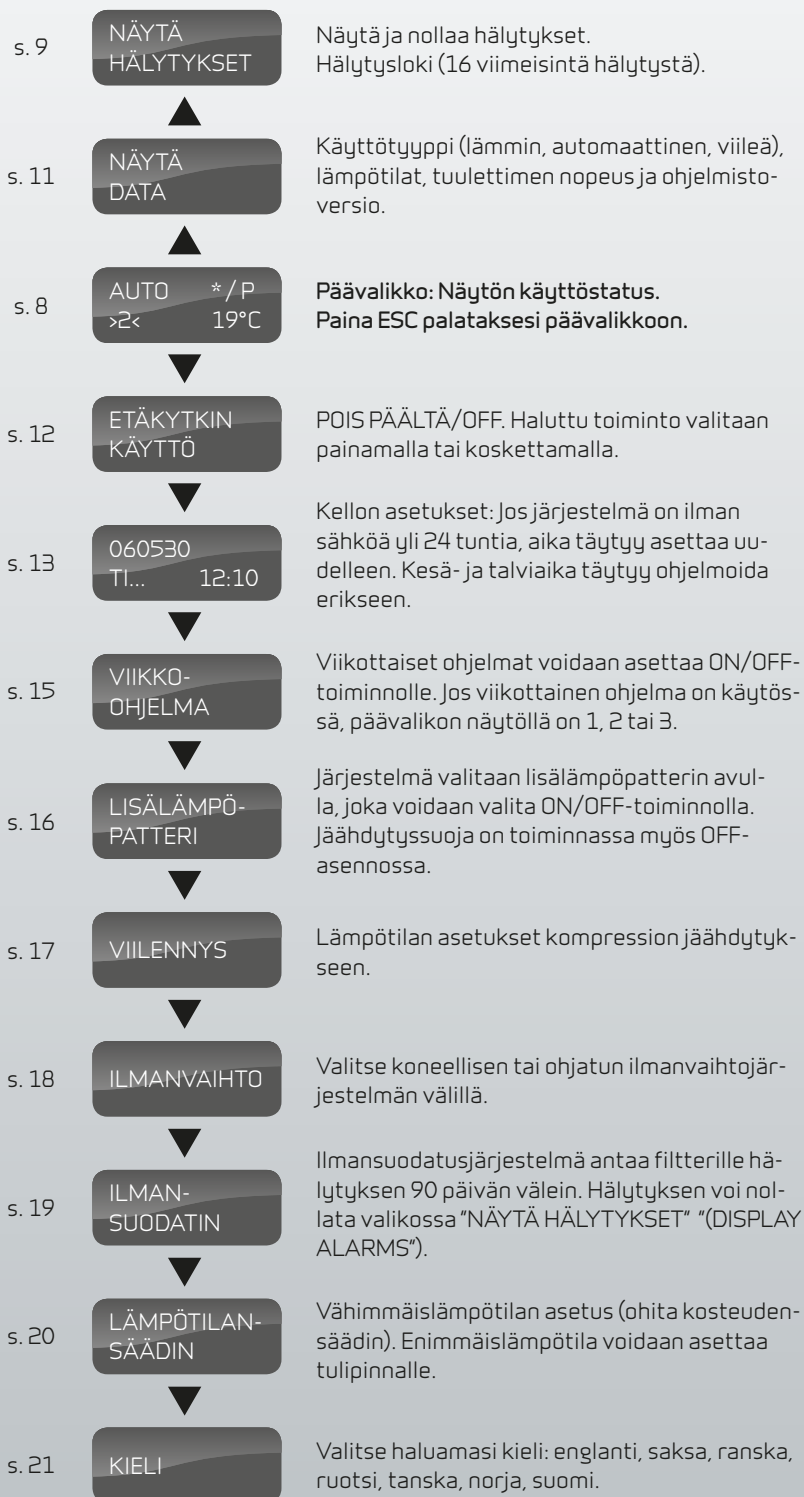 s. 9
NÄYTÄ
HÄLYTYKSET
Näytä ja nollaa hälytykset.
Hälytysloki (16 viimeisintä hälytystä).
s. 11
NÄYTÄ
DATA
Käyttötyyppi (lämmin, automaattinen, viileä),
lämpötilat, tuulettimen nopeus ja ohjelmisto-
versio.
s. 8
AUTO */P
>2< 19°C
Päävalikko: Näytön käyttöstatus.
Paina ESC palataksesi päävalikkoon.
s. 12
ETÄKYTKIN
KÄYTTÖ
POIS PÄÄLTÄ/OFF. Haluttu toiminto valitaan
painamalla tai koskettamalla.
s. 13
060530
TI... 12:10
Kellon asetukset: Jos järjestelmä on ilman
sähköä yli 24 tuntia, aika täytyy asettaa uu-
delleen. Kesä- ja talviaika täytyy ohjelmoida
erikseen.
s. 15
VIIKKO-
OHJELMA
Viikottaiset ohjelmat voidaan asettaa ON/OFF-
toiminnolle. Jos viikottainen ohjelma on käytös-
sä, päävalikon näytöllä on 1, 2 tai 3.
s. 16
LISÄLÄMPÖ-
PATTERI
Järjestelmä valitaan lisälämpöpatterin avul-
la, joka voidaan valita ON/OFF-toiminnolla.
Jäähdytyssuoja on toiminnassa myös OFF-
asennossa.
s. 17
VIILENNYS
Lämpötilan asetukset kompression jäähdytyk-
seen.
s. 18
ILMANVAIHTO
Valitse koneellisen tai ohjatun ilmanvaihtojär-
jestelmän välillä.
s. 19
ILMAN-
SUODATIN
Ilmansuodatusjärjestelmä antaa filtterille hä-
lytyksen 90 päivän välein. Hälytyksen voi nol-
lata valikossa "NÄYTÄ HÄLYTYKSET" "(DISPLAY
ALARMS").
s. 20
LÄMPÖTILAN-
SÄÄDIN
Vähimmäislämpötilan asetus (ohita kosteuden-
säädin). Enimmäislämpötila voidaan asettaa
tulipinnalle.
s. 21
KIELI
Valitse haluamasi kieli: englanti, saksa, ranska,
ruotsi, tanska, norja, suomi.